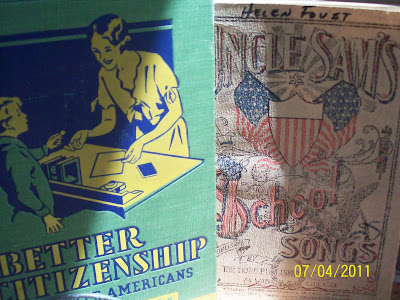 BETTER
CITIZENSHIP
AMERICANS
HELEN FOUST
UNCLE SAM'S
School
SONGS
07/04/2011